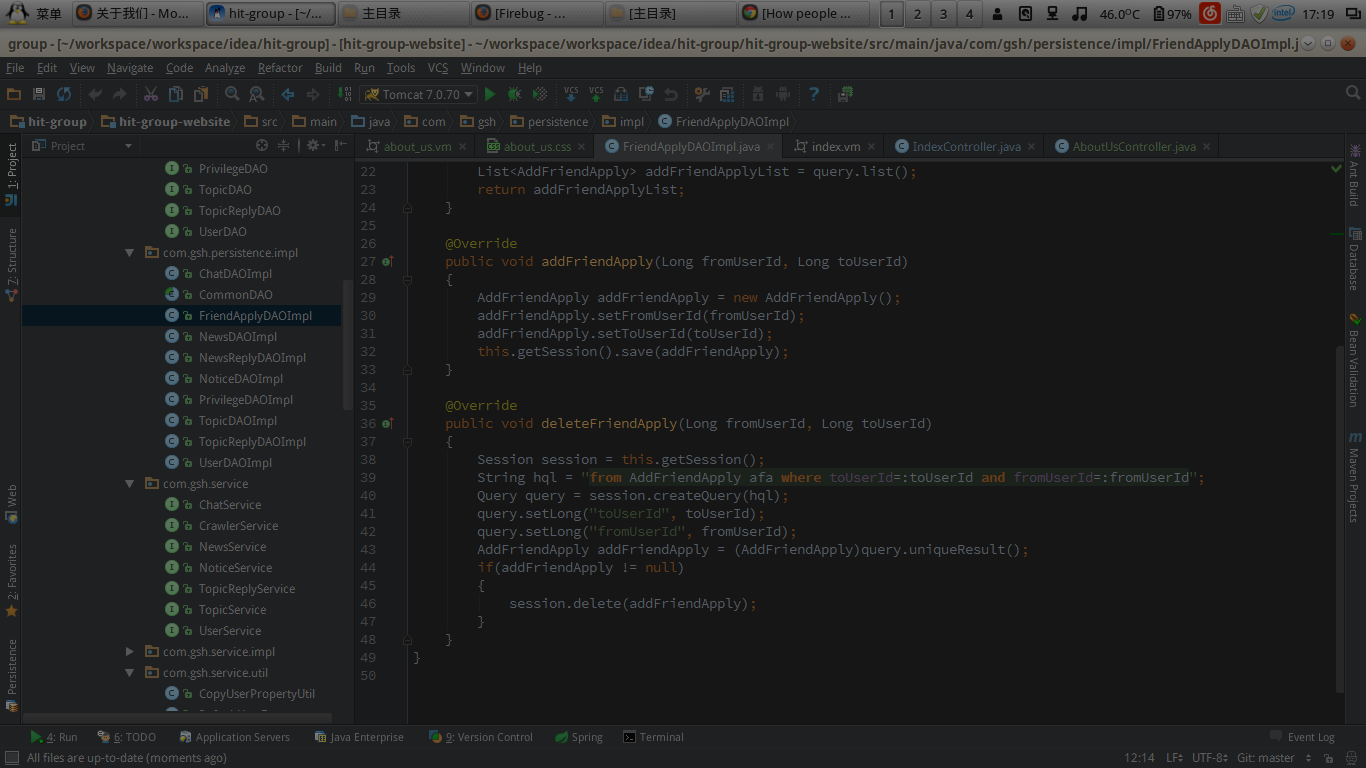 菜单
关于我们 - Mo...
hit-group - [~/...
主目录
[Firebug - ...
[主目录]
[How people ...
1 2 3 4
46.0°C
97%
17:19
group - [~/workspace/workspace/idea/hit-group] - [hit-group-website] - ~/workspace/workspace/idea/hit-group/hit-group-website/src/main/java/com/gsh/persistence/impl/FriendApplyDAOImpl.j
File Edit View Navigate Code Analyze Refactor Build Run Tools VCS Window Help
Tomcat 7.0.70
VCS VCS
hit-group hit-group-website src main java com gsh persistence impl FriendApplyDAOImpl
Project
about_us.vm
about_us.css
FriendApplyDAOImpl.java
index.vm
IndexController.java
AboutUsController.java
1: Project
7: Structure
Web
2: Favorites
Persistence
PrivilegeDAO
TopicDAO
TopicReplyDAO
UserDAO
com.gsh.persistence.impl
ChatDAOImpl
CommonDAO
FriendApplyDAOImpl
NewsDAOImpl
NewsReplyDAOImpl
NoticeDAOImpl
PrivilegeDAOImpl
TopicDAOImpl
TopicReplyDAOImpl
UserDAOImpl
com.gsh.service
ChatService
CrawlerService
NewsService
NoticeService
TopicReplyService
TopicService
UserService
com.gsh.service.impl
com.gsh.service.util
CopyUserPropertyUtil
22 List<AddFriendApply> addFriendApplyList = query.list();
23 return addFriendApplyList;
24 }
25
26 @Override
27 public void addFriendApply(Long fromUserId, Long toUserId)
28 {
29 AddFriendApply addFriendApply = new AddFriendApply();
30 addFriendApply.setFromUserId(fromUserId);
31 addFriendApply.setToUserId(toUserId);
32 this.getSession().save(addFriendApply);
33 }
34
35 @Override
36 public void deleteFriendApply(Long fromUserId, Long toUserId)
37 {
38 Session session = this.getSession();
39 String hql = "from AddFriendApply afa where toUserId=:toUserId and fromUserId=:fromUserId";
40 Query query = session.createQuery(hql);
41 query.setLong("toUserId", toUserId);
42 query.setLong("fromUserId", fromUserId);
43 AddFriendApply addFriendApply = (AddFriendApply)query.uniqueResult();
44 if(addFriendApply != null)
45 {
46 session.delete(addFriendApply);
47 }
48 }
49 }
50
Ant Build
Database
Bean Validation
Maven Projects
4: Run 6: TODO Application Servers Java Enterprise 9: Version Control Spring Terminal Event Log
All files are up-to-date (moments ago) 12:14 LF UTF-8 Git: master